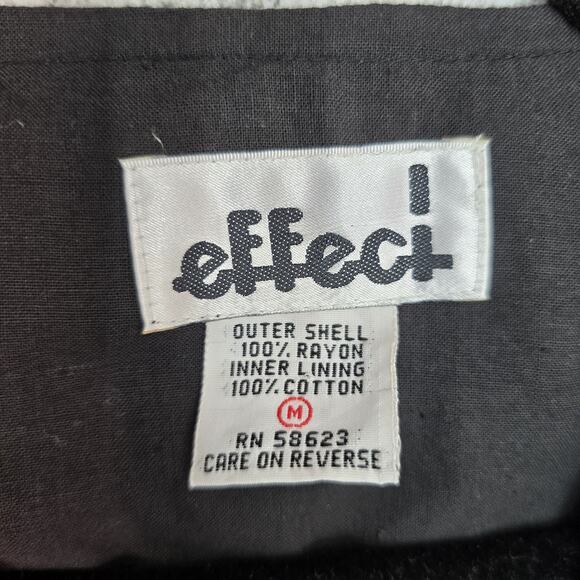 effect
OUTER SHELL
100% RAYON
INNER LINING
100% COTTON
M
RN 58623
CARE ON REVERSE